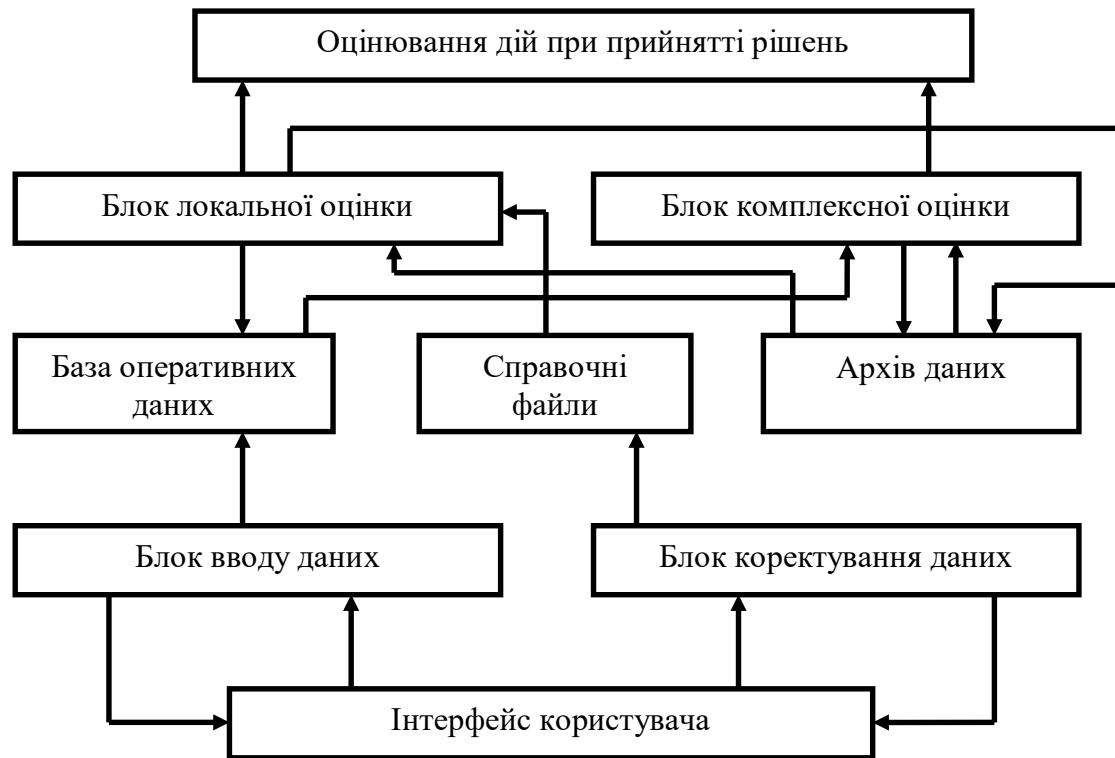 Оцінювання дій при прийнятті рішень
Блок локальної оцінки
Блок комплексної оцінки
База оперативних
даних
Справочні
файли
Архів даних
Блок вводу даних
Блок коректування даних
Інтерфейс користувача